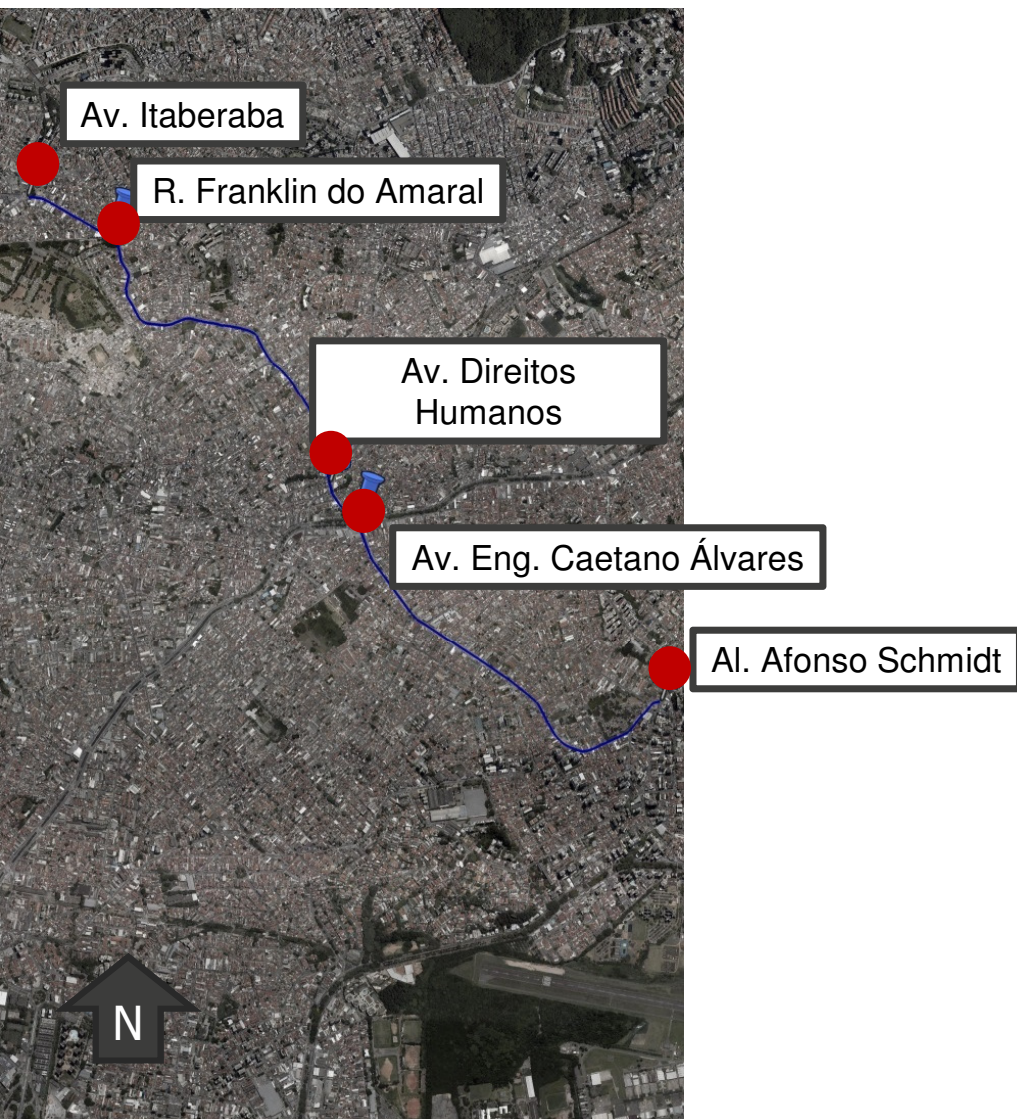 Av. Itaberaba
R. Franklin do Amaral
Av. Direitos
Humanos
Av. Eng. Caetano Álvares
Al. Afonso Schmidt
N